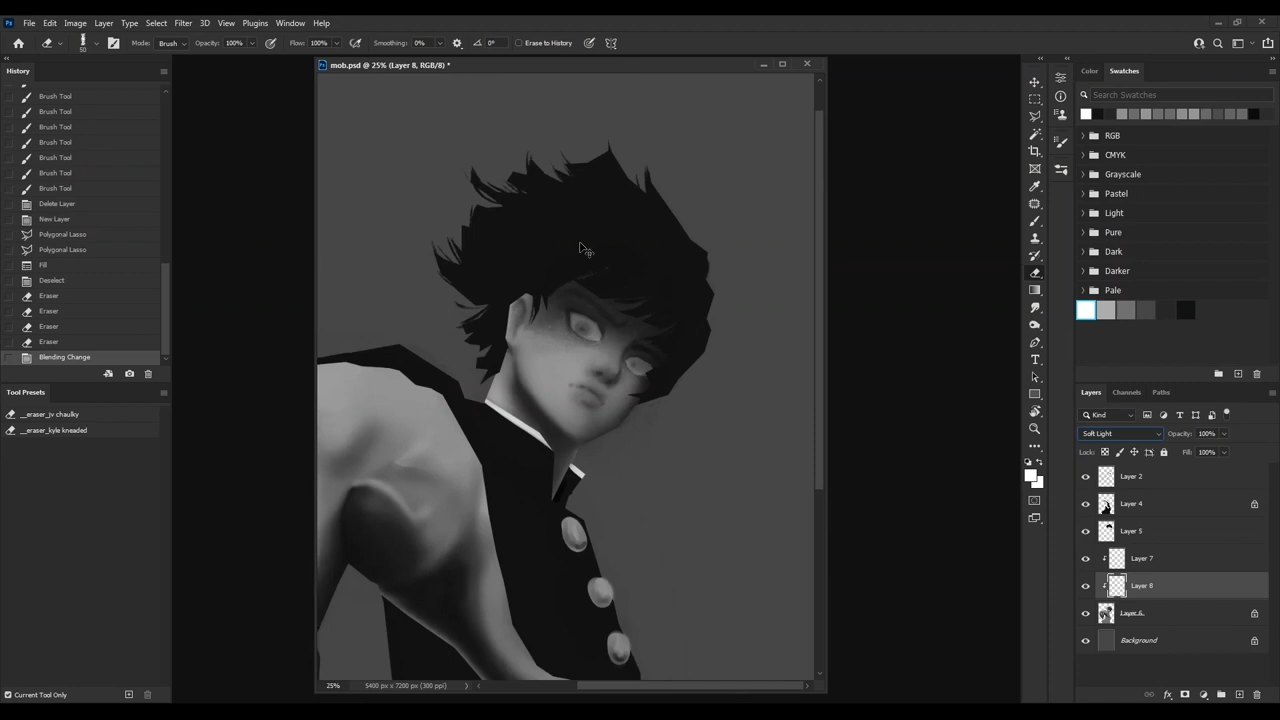 Ps File Edit Image Layer Type Select Filter 3D View Plugins Window Help
50 Mode: Brush Opacity: 100% Flow: 100% Smoothing: 0% 0° Erase to History
History
Brush Tool
Brush Tool
Brush Tool
Brush Tool
Brush Tool
Brush Tool
Brush Tool
Delete Layer
New Layer
Polygonal Lasso
Polygonal Lasso
Fill
Deselect
Eraser
Eraser
Eraser
Eraser
Blending Change
Tool Presets
__eraser_jv chaulky
__eraser_kyle kneaded
Current Tool Only
Ps mob.psd @ 25% (Layer 8, RGB/8) *
25% 5400 px x 7200 px (300 ppi)
Color Swatches
Search Swatches
RGB
CMYK
Grayscale
Pastel
Light
Pure
Dark
Darker
Pale
Layers Channels Paths
Kind
Soft Light Opacity: 100%
Lock: Fill: 100%
Layer 2
Layer 4
Layer 5
Layer 7
Layer 8
Layer 6
Background
fx